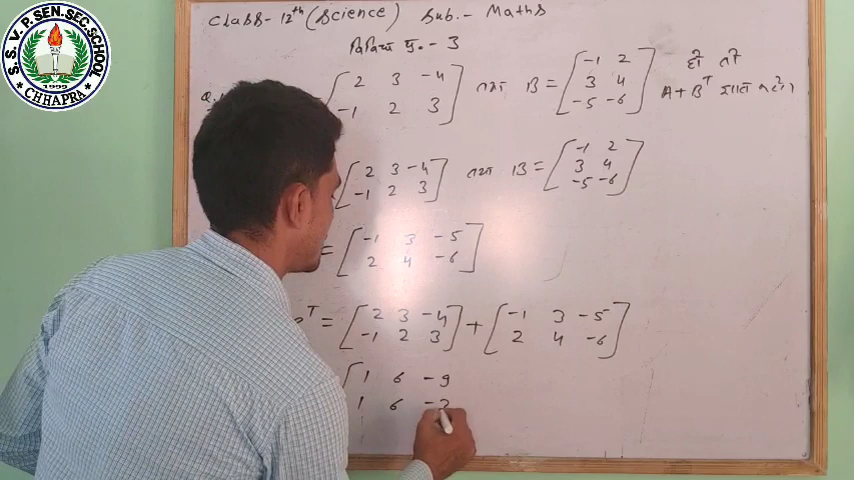 S. S. V. P. SEN. SEC. SCHOOL
1999
CHHAPRA
Class- 12th (Science) Sub.- Maths
- 3
Q.1
[2 3 -4 तथा B = [-1 2 हो तो
-1 2 3] 3 4 A + B^T ज्ञात करें।
-5 -6]
[2 3 -4 तथा B = [-1 2
-1 2 3] 3 4
-5 -6]
= [-1 3 -5
2 4 -6]
B^T = [2 3 -4 + [-1 3 -5
-1 2 3] 2 4 -6]
[1 6 -9
1 6 -3